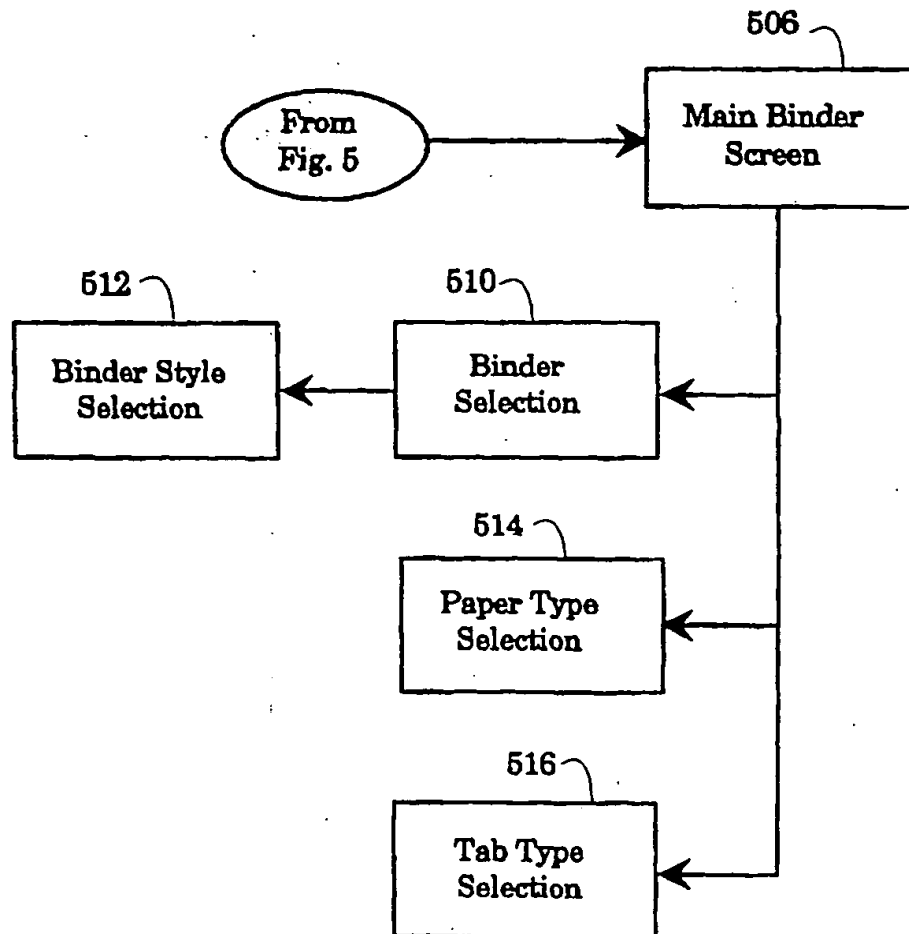 506
From
Fig. 5
Main Binder
Screen
512
510
Binder Style
Selection
Binder
Selection
514
Paper Type
Selection
516
Tab Type
Selection